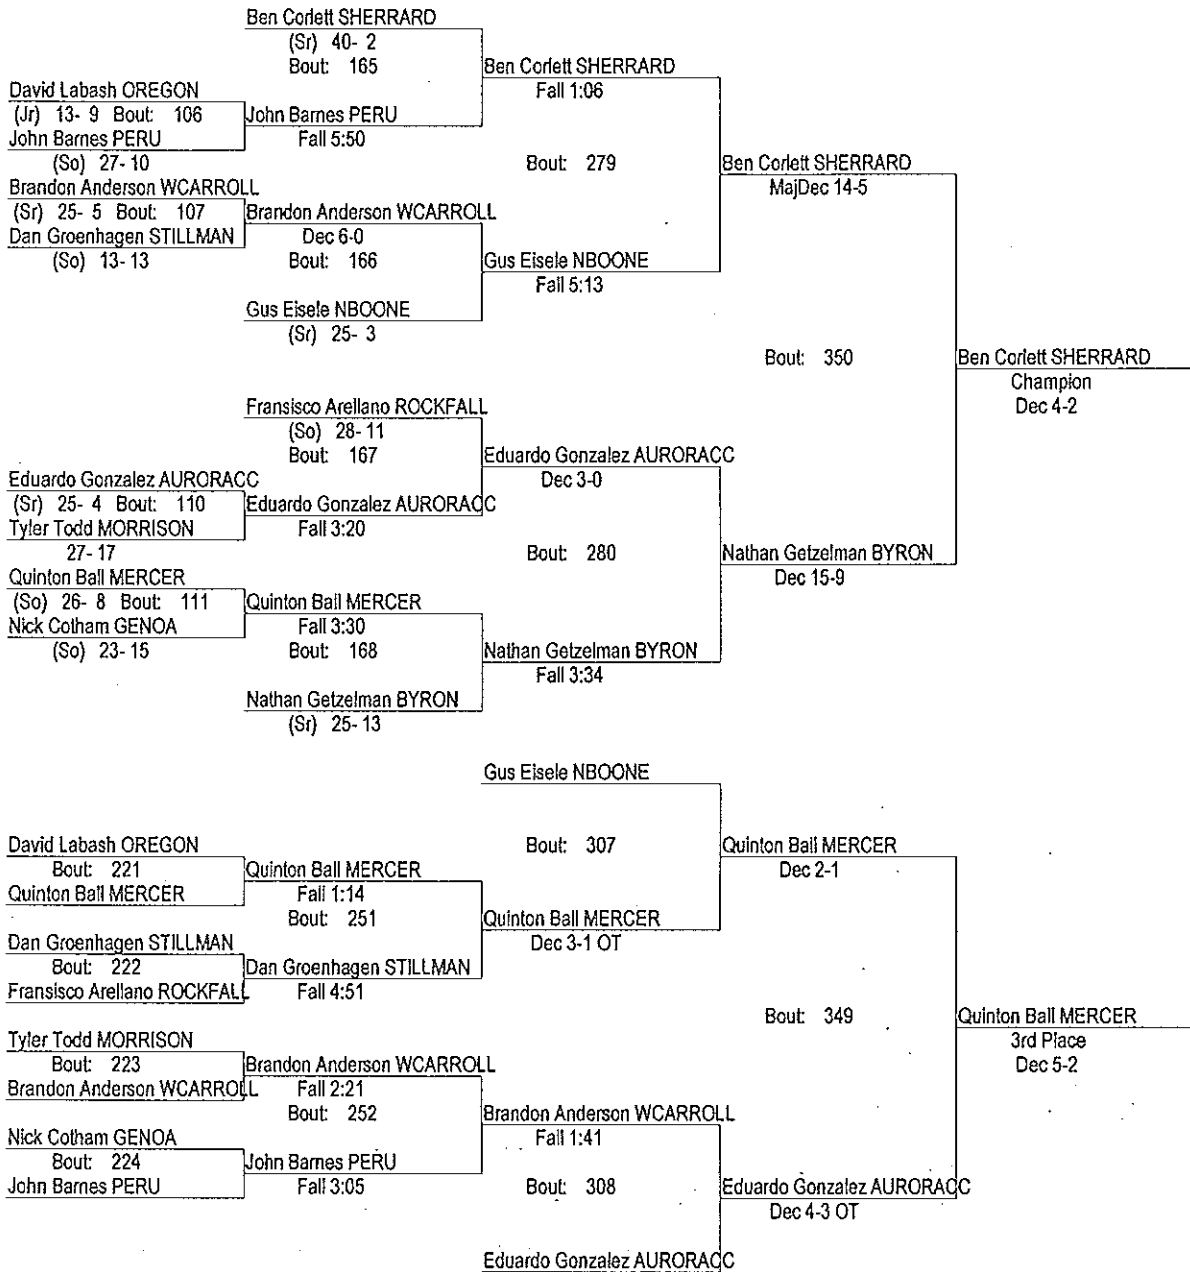 Ben Corlett SHERRARD
(Sr) 40- 2
Bout: 165
Ben Corlett SHERRARD
Fall 1:06
David Labash OREGON
(Jr) 13- 9 Bout: 106
John Barnes PERU
John Barnes PERU
Fall 5:50
(So) 27- 10
Bout: 279
Ben Corlett SHERRARD
MajDec 14-5
Brandon Anderson WCARROLL
(Sr) 25- 5 Bout: 107
Brandon Anderson WCARROLL
Dan Groenhagen STILLMAN
Dec 6-0
(So) 13- 13
Bout: 166
Gus Eisele NBOONE
Fall 5:13
Gus Eisele NBOONE
(Sr) 25- 3
Bout: 350
Ben Corlett SHERRARD
Champion
Dec 4-2
Fransisco Arellano ROCKFALL
(So) 28- 11
Bout: 167
Eduardo Gonzalez AURORACC
Dec 3-0
Eduardo Gonzalez AURORACC
(Sr) 25- 4 Bout: 110
Eduardo Gonzalez AURORACC
Tyler Todd MORRISON
Fall 3:20
27- 17
Bout: 280
Nathan Getzelman BYRON
Dec 15-9
Quinton Ball MERCER
(So) 26- 8 Bout: 111
Quinton Ball MERCER
Nick Cotham GENOA
Fall 3:30
(So) 23- 15
Bout: 168
Nathan Getzelman BYRON
Fall 3:34
Nathan Getzelman BYRON
(Sr) 25- 13
Gus Eisele NBOONE
Bout: 307
Quinton Ball MERCER
Dec 2-1
David Labash OREGON
Bout: 221
Quinton Ball MERCER
Quinton Ball MERCER
Fall 1:14
Bout: 251
Quinton Ball MERCER
Dec 3-1 OT
Dan Groenhagen STILLMAN
Bout: 222
Dan Groenhagen STILLMAN
Fransisco Arellano ROCKFALL
Fall 4:51
Bout: 349
Quinton Ball MERCER
3rd Place
Dec 5-2
Tyler Todd MORRISON
Bout: 223
Brandon Anderson WCARROLL
Brandon Anderson WCARROLL
Fall 2:21
Bout: 252
Brandon Anderson WCARROLL
Fall 1:41
Nick Cotham GENOA
Bout: 224
John Barnes PERU
John Barnes PERU
Fall 3:05
Bout: 308
Eduardo Gonzalez AURORACC
Dec 4-3 OT
Eduardo Gonzalez AURORACC